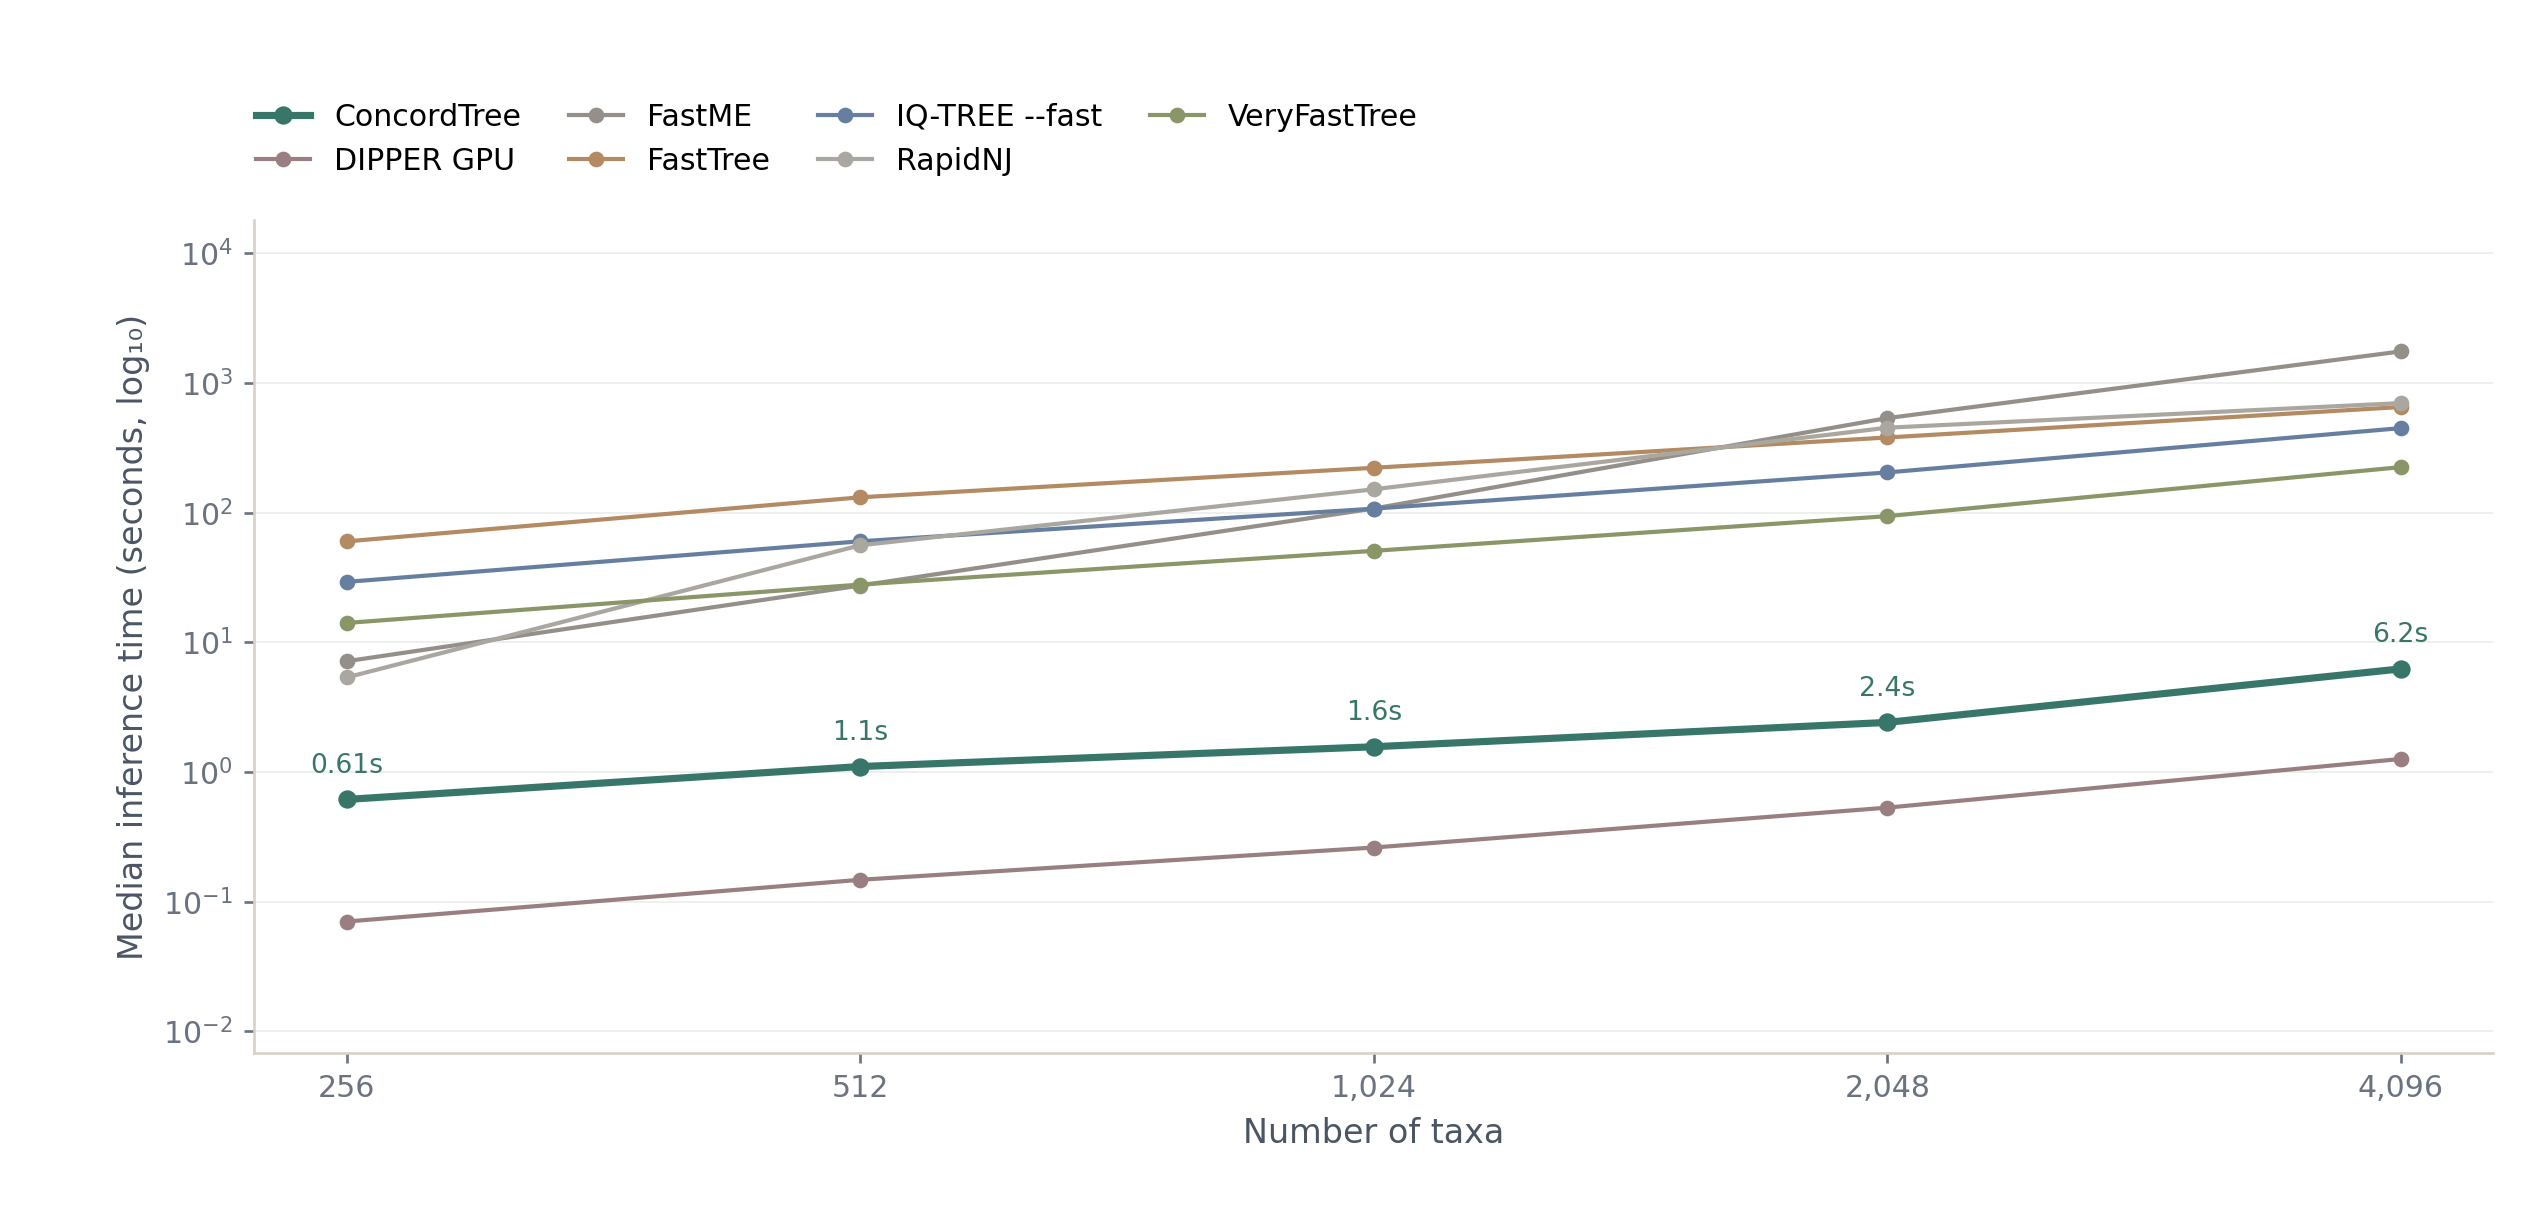 ConcordTree FastME IQ-TREE --fast VeryFastTree
DIPPER GPU FastTree RapidNJ
Median inference time (seconds, log₁₀)
10⁴
10³
10²
10¹
10⁰
10⁻¹
10⁻²
0.61s
1.1s
1.6s
2.4s
6.2s
256 512 1,024 2,048 4,096
Number of taxa